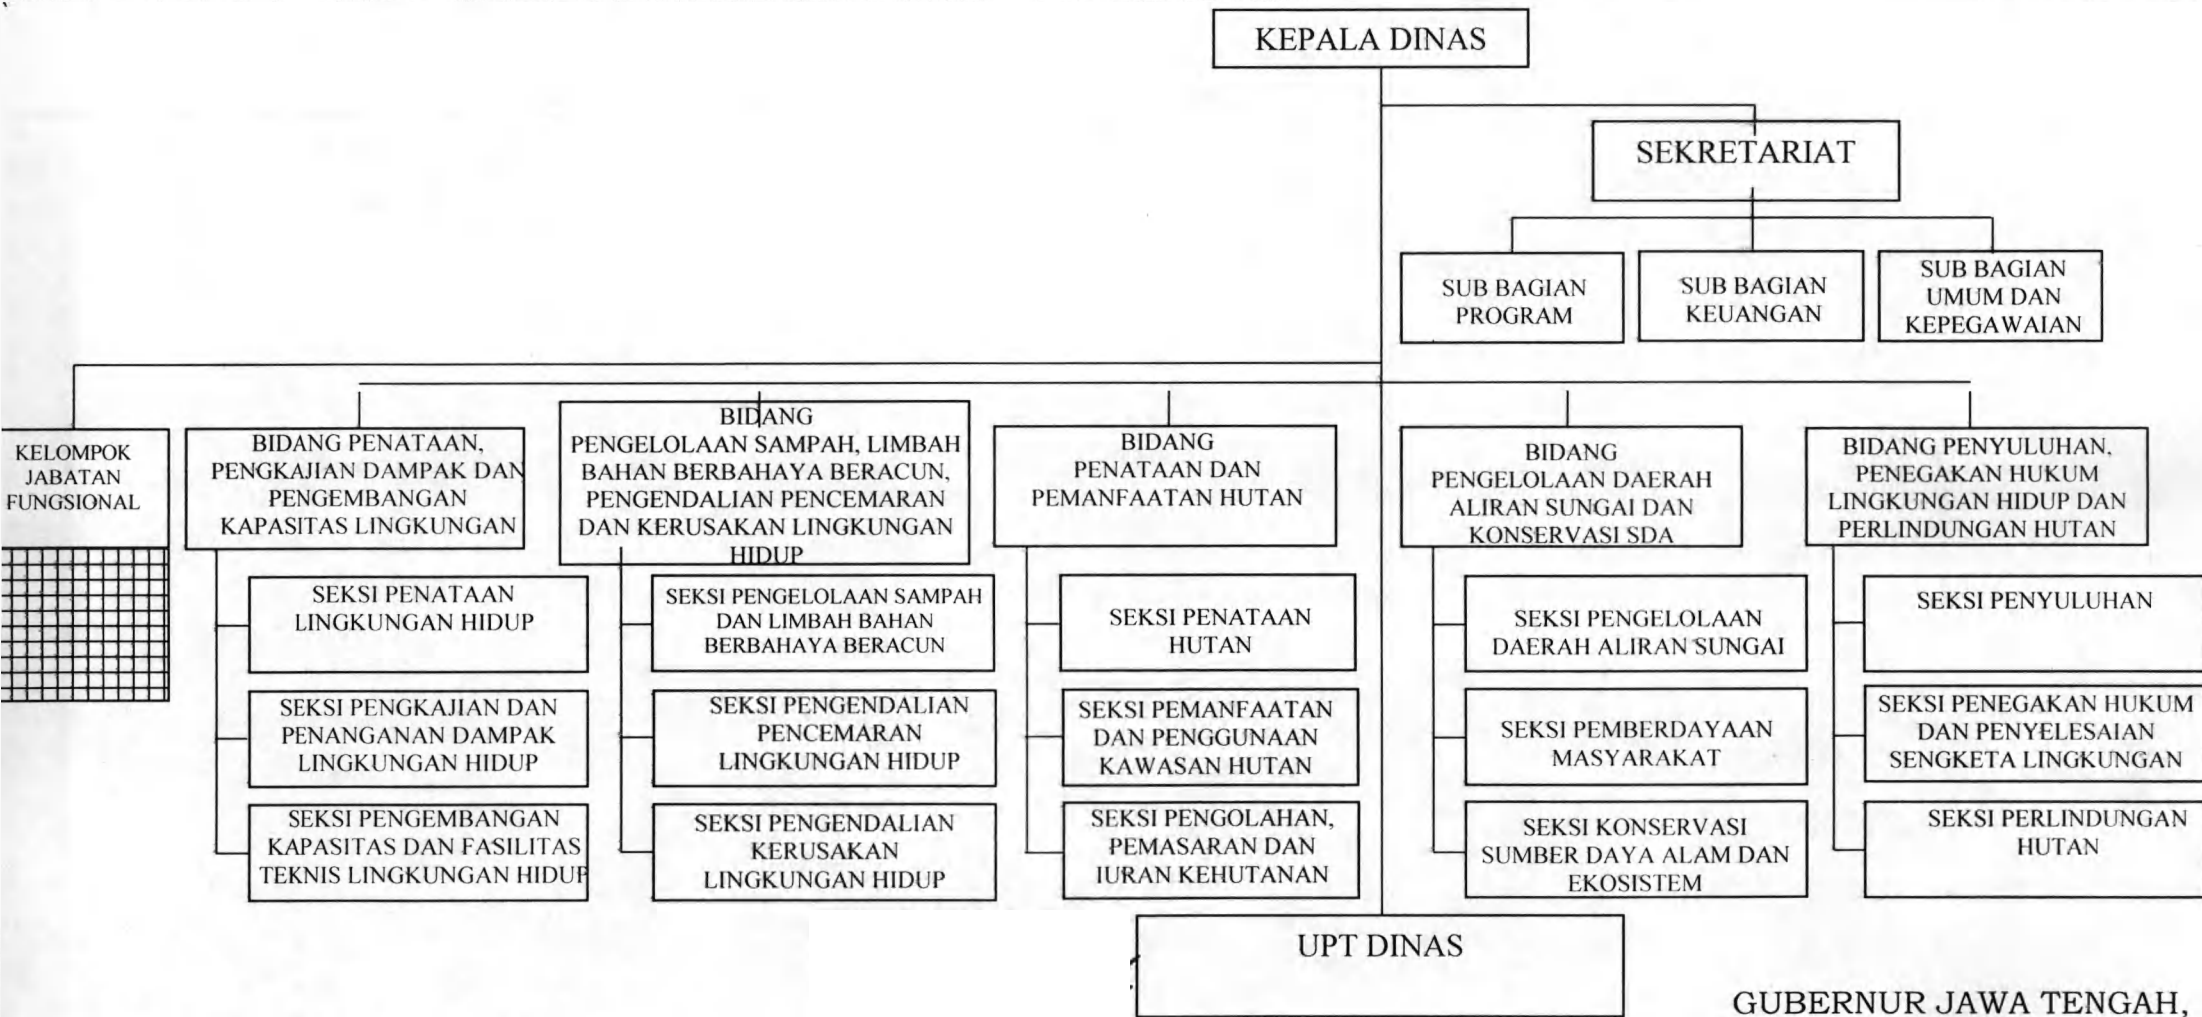 KEPALA DINAS
SEKRETARIAT
SUB BAGIAN
PROGRAM
SUB BAGIAN
KEUANGAN
SUB BAGIAN
UMUM DAN
KEPEGAWAIAN
KELOMPOK
JABATAN
FUNGSIONAL
BIDANG PENATAAN,
PENGKAJIAN DAMPAK DAN
PENGEMBANGAN
KAPASITAS LINGKUNGAN
SEKSI PENATAAN
LINGKUNGAN HIDUP
SEKSI PENGKAJIAN DAN
PENANGANAN DAMPAK
LINGKUNGAN HIDUP
SEKSI PENGEMBANGAN
KAPASITAS DAN FASILITAS
TEKNIS LINGKUNGAN HIDUP
BIDANG
PENGELOLAAN SAMPAH, LIMBAH
BAHAN BERBAHAYA BERACUN,
PENGENDALIAN PENCEMARAN
DAN KERUSAKAN LINGKUNGAN
HIDUP
SEKSI PENGELOLAAN SAMPAH
DAN LIMBAH BAHAN
BERBAHAYA BERACUN
SEKSI PENGENDALIAN
PENCEMARAN
LINGKUNGAN HIDUP
SEKSI PENGENDALIAN
KERUSAKAN
LINGKUNGAN HIDUP
BIDANG
PENATAAN DAN
PEMANFAATAN HUTAN
SEKSI PENATAAN
HUTAN
SEKSI PEMANFAATAN
DAN PENGGUNAAN
KAWASAN HUTAN
SEKSI PENGOLAHAN,
PEMASARAN DAN
IURAN KEHUTANAN
BIDANG
PENGELOLAAN DAERAH
ALIRAN SUNGAI DAN
KONSERVASI SDA
SEKSI PENGELOLAAN
DAERAH ALIRAN SUNGAI
SEKSI PEMBERDAYAAN
MASYARAKAT
SEKSI KONSERVASI
SUMBER DAYA ALAM DAN
EKOSISTEM
BIDANG PENYULUHAN,
PENEGAKAN HUKUM
LINGKUNGAN HIDUP DAN
PERLINDUNGAN HUTAN
SEKSI PENYULUHAN
SEKSI PENEGAKAN HUKUM
DAN PENYELESAIAN
SENGKETA LINGKUNGAN
SEKSI PERLINDUNGAN
HUTAN
UPT DINAS
GUBERNUR JAWA TENGAH,